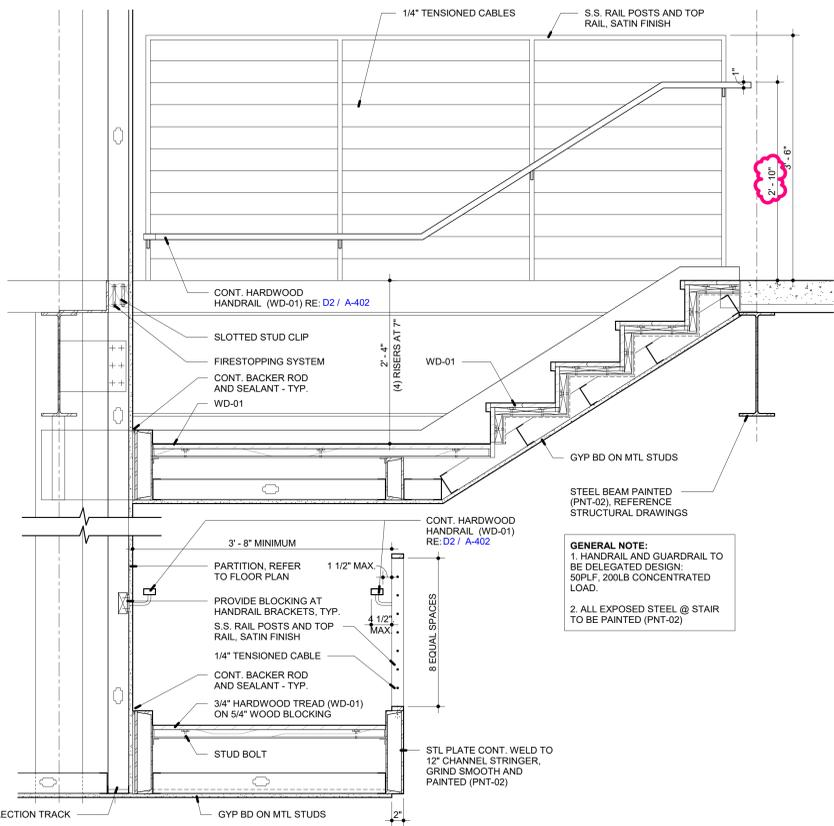 1/4" TENSIONED CABLES
S.S. RAIL POSTS AND TOP
RAIL, SATIN FINISH
1"
2' - 10"
3' - 6"
CONT. HARDWOOD
HANDRAIL (WD-01) RE: D2 / A-402
SLOTTED STUD CLIP
FIRESTOPPING SYSTEM
CONT. BACKER ROD
AND SEALANT - TYP.
WD-01
2' - 4"
(4) RISERS AT 7"
WD-01
GYP BD ON MTL STUDS
STEEL BEAM PAINTED
(PNT-02), REFERENCE
STRUCTURAL DRAWINGS
CONT. HARDWOOD
HANDRAIL (WD-01)
RE: D2 / A-402
3' - 8" MINIMUM
PARTITION, REFER
TO FLOOR PLAN
1 1/2" MAX.
PROVIDE BLOCKING AT
HANDRAIL BRACKETS, TYP.
4 1/2"
MAX.
S.S. RAIL POSTS AND TOP
RAIL, SATIN FINISH
8 EQUAL SPACES
1/4" TENSIONED CABLE
CONT. BACKER ROD
AND SEALANT - TYP.
3/4" HARDWOOD TREAD (WD-01)
ON 5/4" WOOD BLOCKING
STUD BOLT
STL PLATE CONT. WELD TO
12" CHANNEL STRINGER,
GRIND SMOOTH AND
PAINTED (PNT-02)
ECTION TRACK
GYP BD ON MTL STUDS
2"
GENERAL NOTE:
1. HANDRAIL AND GUARDRAIL TO
BE DELEGATED DESIGN:
50PLF, 200LB CONCENTRATED
LOAD.
2. ALL EXPOSED STEEL @ STAIR
TO BE PAINTED (PNT-02)